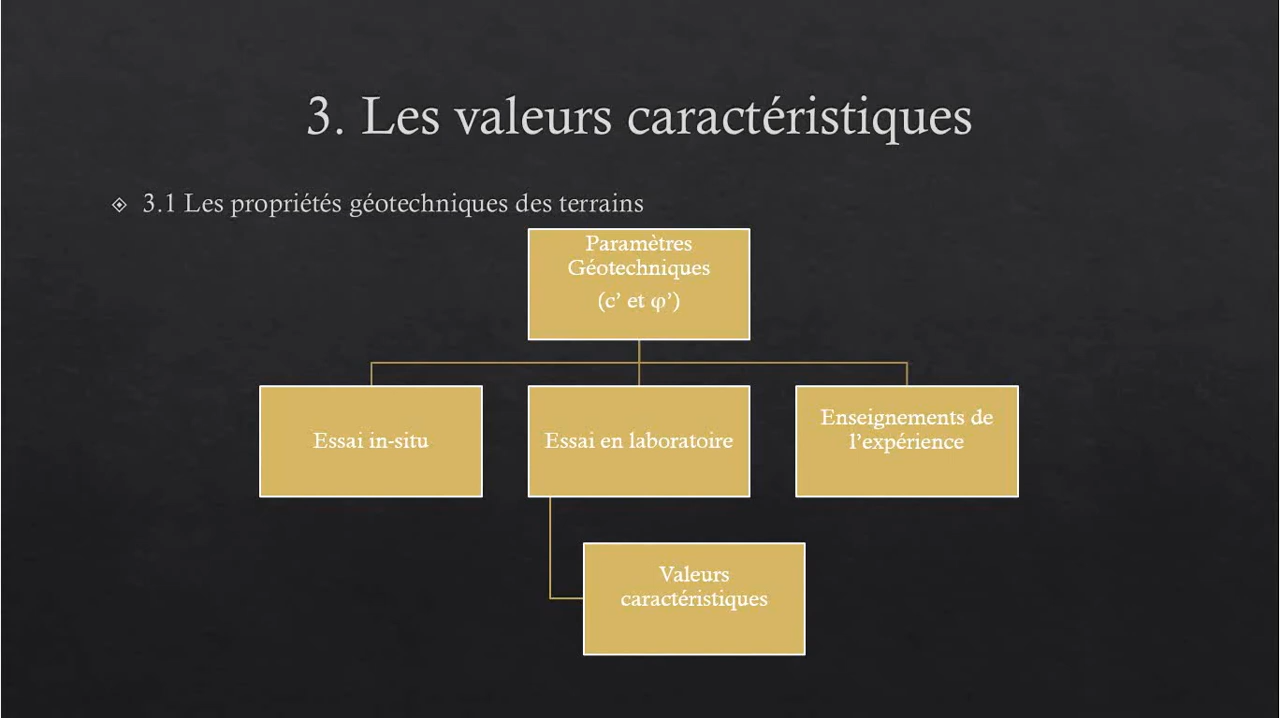 3. Les valeurs caractéristiques
3.1 Les propriétés géotechniques des terrains
Paramètres
Géotechniques
(c’ et φ’)
Essai in-situ
Essai en laboratoire
Enseignements de
l’expérience
Valeurs
caractéristiques